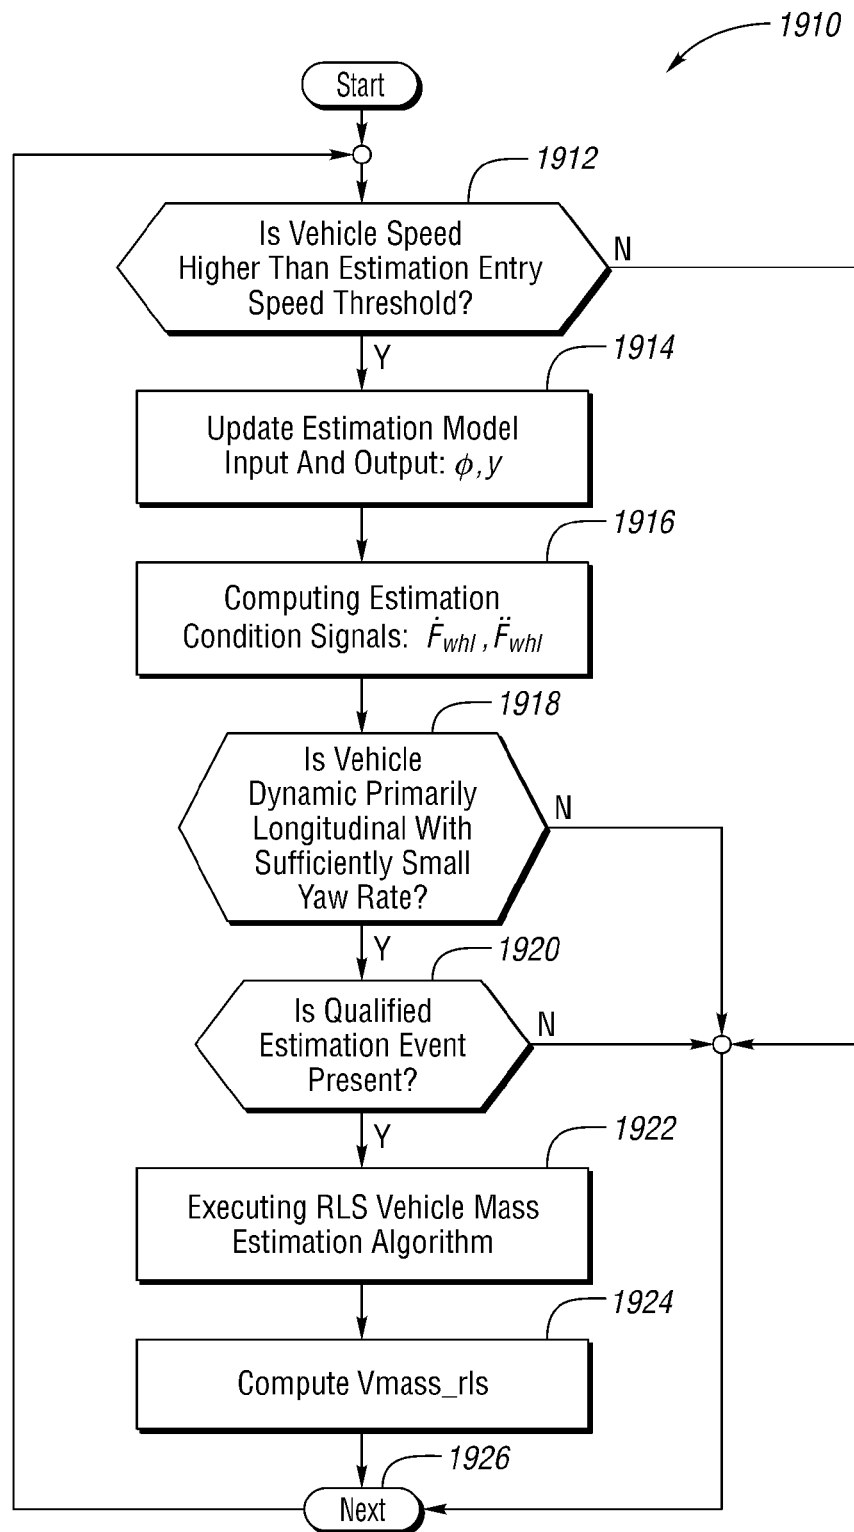 1910
Start
1912
Is Vehicle Speed
Higher Than Estimation Entry
Speed Threshold?
N
Y
1914
Update Estimation Model
Input And Output: ϕ, y
1916
Computing Estimation
Condition Signals: Ḟwhl , F̈whl
1918
Is Vehicle
Dynamic Primarily
Longitudinal With
Sufficiently Small
Yaw Rate?
N
Y
1920
Is Qualified
Estimation Event
Present?
N
Y
1922
Executing RLS Vehicle Mass
Estimation Algorithm
1924
Compute Vmass_rls
1926
Next